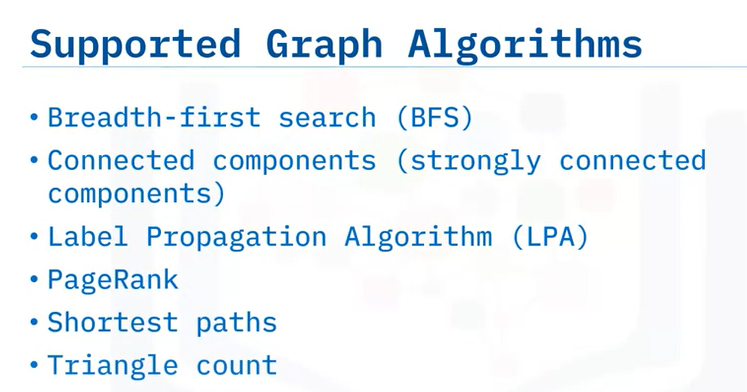 Supported Graph Algorithms
• Breadth-first search (BFS)
• Connected components (strongly connected
components)
• Label Propagation Algorithm (LPA)
• PageRank
• Shortest paths
• Triangle count